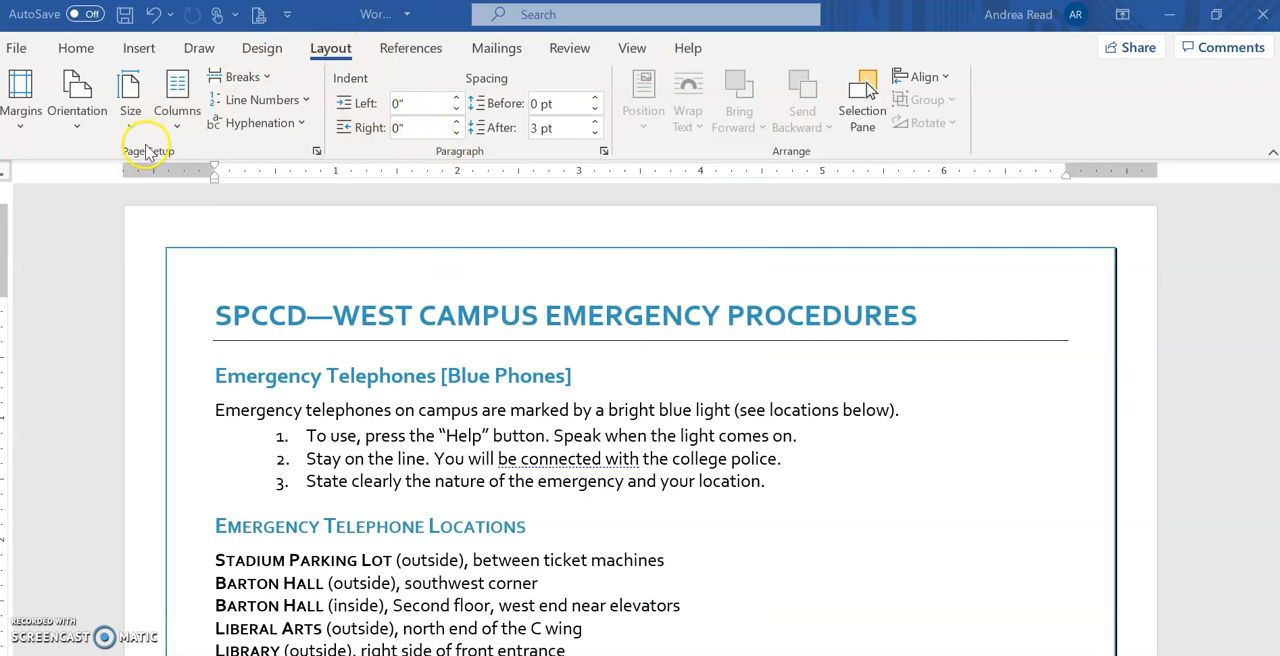 AutoSave Off Wor... Search Andrea Read AR
File Home Insert Draw Design Layout References Mailings Review View Help Share Comments
Margins Orientation Size Columns Breaks Line Numbers Hyphenation
Page Setup
Indent Spacing
Left: 0" Before: 0 pt
Right: 0" After: 3 pt
Paragraph
Position Wrap Text Bring Forward Send Backward Selection Pane Align Group Rotate
Arrange
1 2 3 4 5 6
SPCCD—WEST CAMPUS EMERGENCY PROCEDURES
Emergency Telephones [Blue Phones]
Emergency telephones on campus are marked by a bright blue light (see locations below).
1. To use, press the “Help” button. Speak when the light comes on.
2. Stay on the line. You will be connected with the college police.
3. State clearly the nature of the emergency and your location.
EMERGENCY TELEPHONE LOCATIONS
STADIUM PARKING LOT (outside), between ticket machines
BARTON HALL (outside), southwest corner
BARTON HALL (inside), Second floor, west end near elevators
LIBERAL ARTS (outside), north end of the C wing
LIBRARY (outside), right side of front entrance
RECORDED WITH
SCREENCAST MATIC